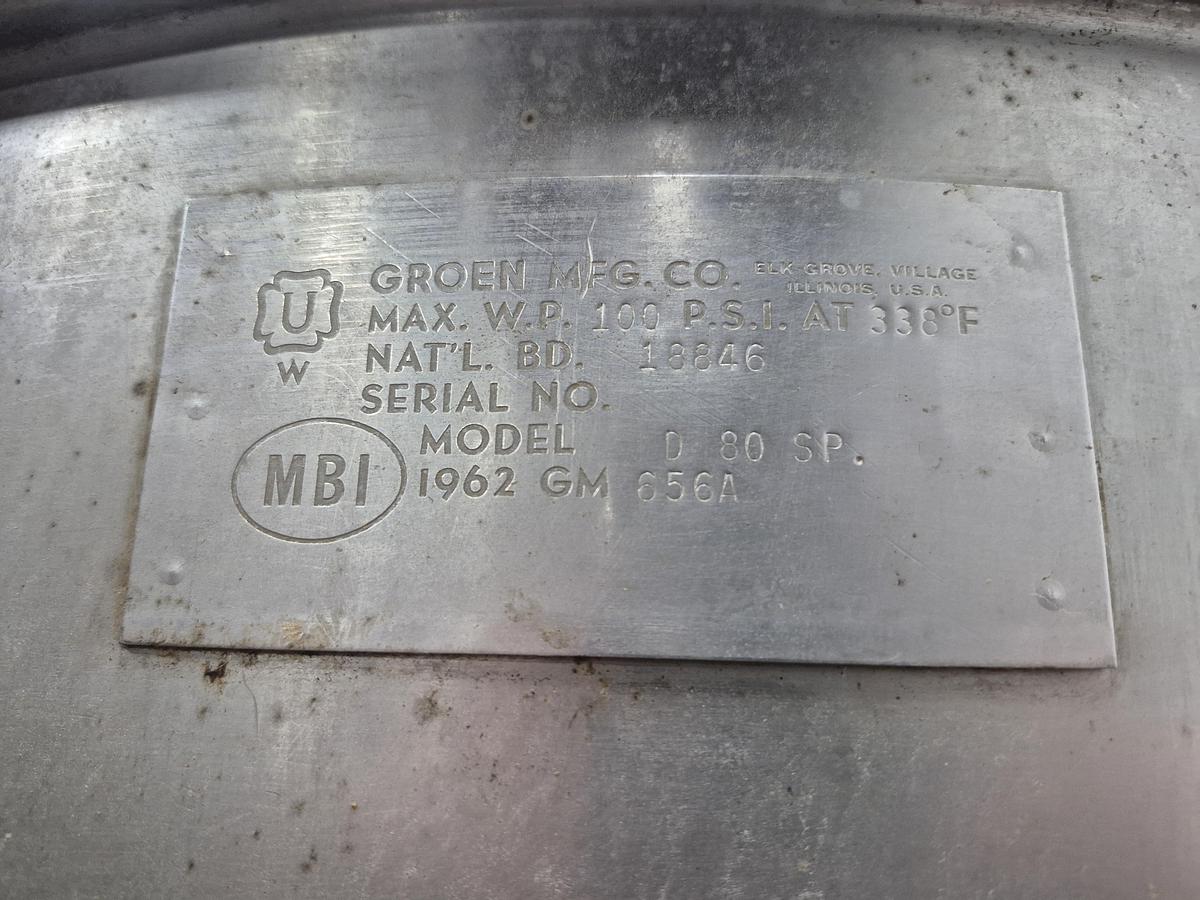 U
W
GROEN MFG. CO. ELK GROVE, VILLAGE
ILLINOIS, U.S.A.
MAX. W.P. 100 P.S.I. AT 338°F
NAT'L. BD. 18846
SERIAL NO.
MBI
MODEL D 80 SP.
1962 GM 656A